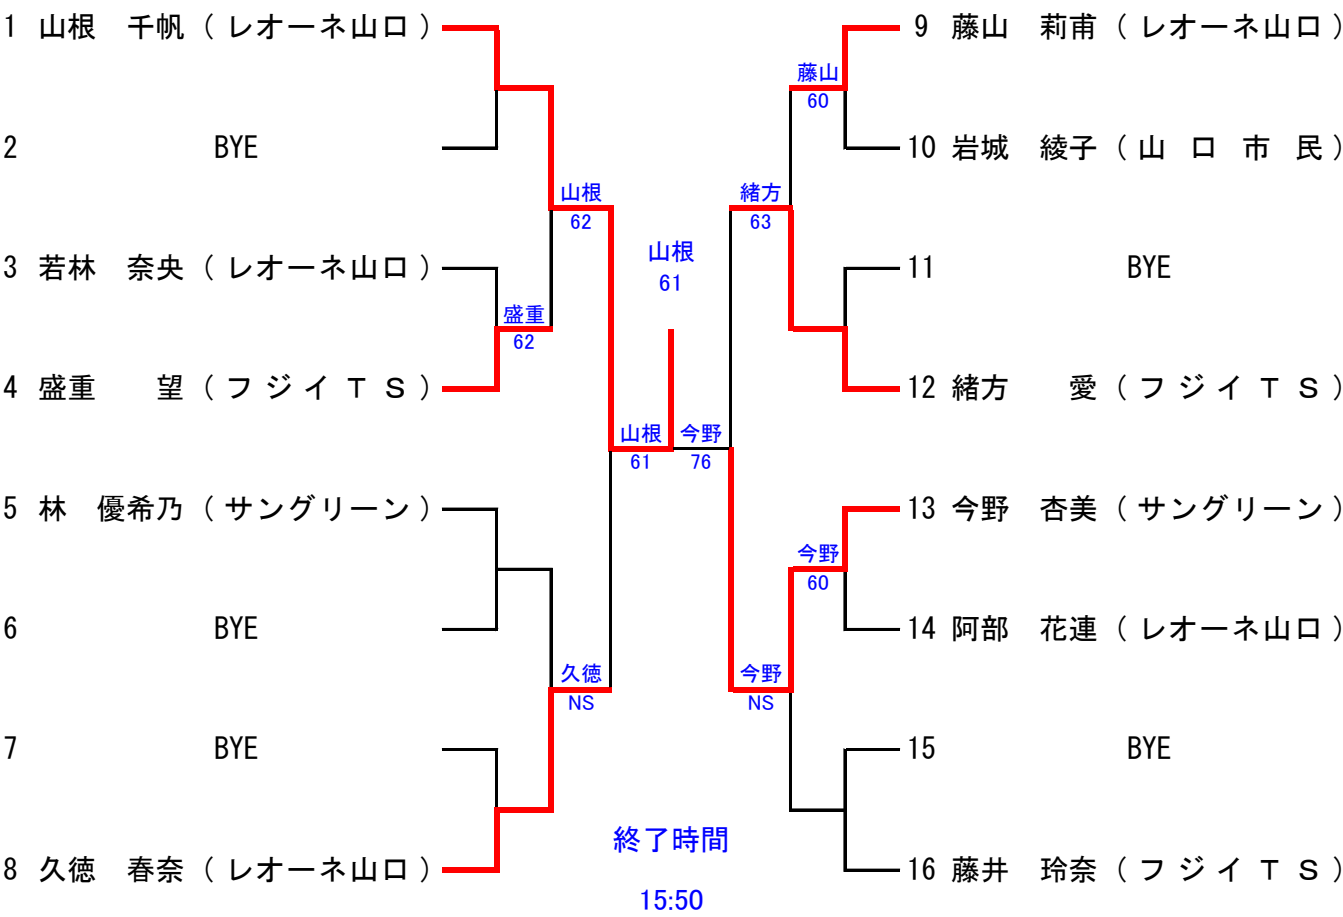 1 山根 千帆 ( レオーネ山口 )
2 BYE
3 若林 奈央 ( レオーネ山口 )
4 盛重 望 ( フジイTS )
5 林 優希乃 ( サングリーン )
6 BYE
7 BYE
8 久徳 春奈 ( レオーネ山口 )
盛重
62
山根
62
久徳
NS
山根
61
山根
61
今野
76
緒方
63
今野
NS
藤山
60
今野
60
9 藤山 莉甫 ( レオーネ山口 )
10 岩城 綾子 ( 山口市民 )
11 BYE
12 緒方 愛 ( フジイTS )
13 今野 杏美 ( サングリーン )
14 阿部 花連 ( レオーネ山口 )
15 BYE
16 藤井 玲奈 ( フジイTS )
終了時間
15:50